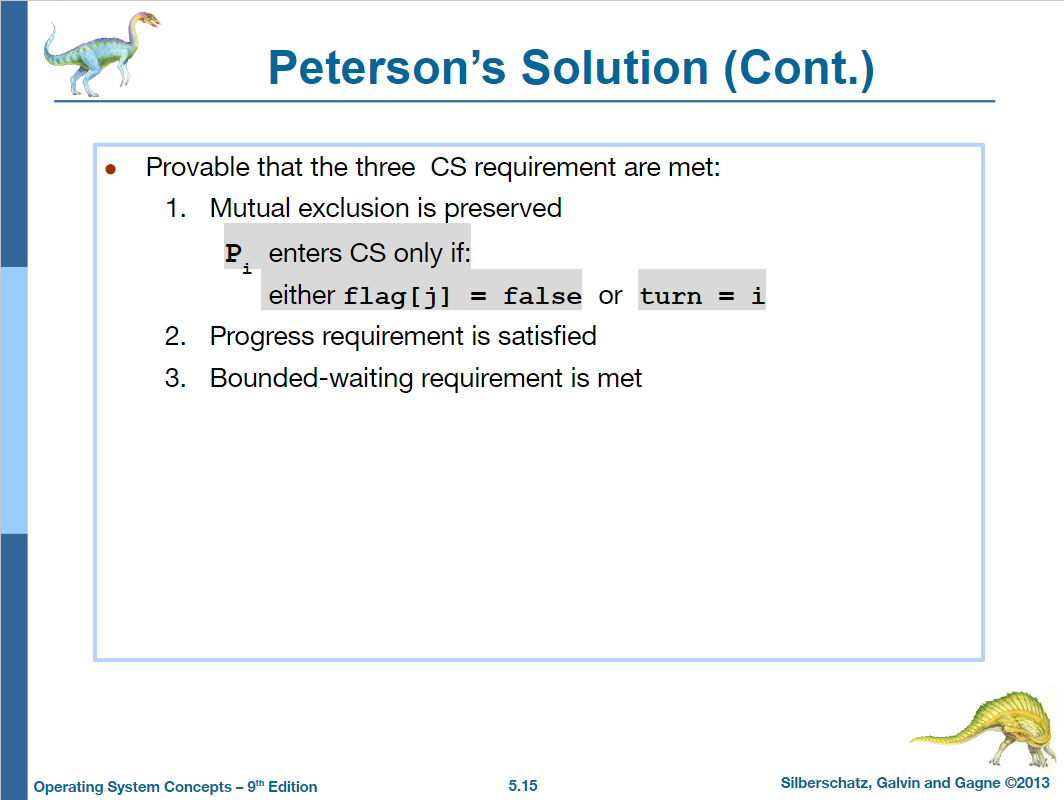 Peterson’s Solution (Cont.)
● Provable that the three  CS requirement are met:
1. Mutual exclusion is preserved
Pi enters CS only if:
either flag[j] = false or turn = i
2. Progress requirement is satisfied
3. Bounded-waiting requirement is met
Operating System Concepts – 9th Edition
5.15
Silberschatz, Galvin and Gagne ©2013